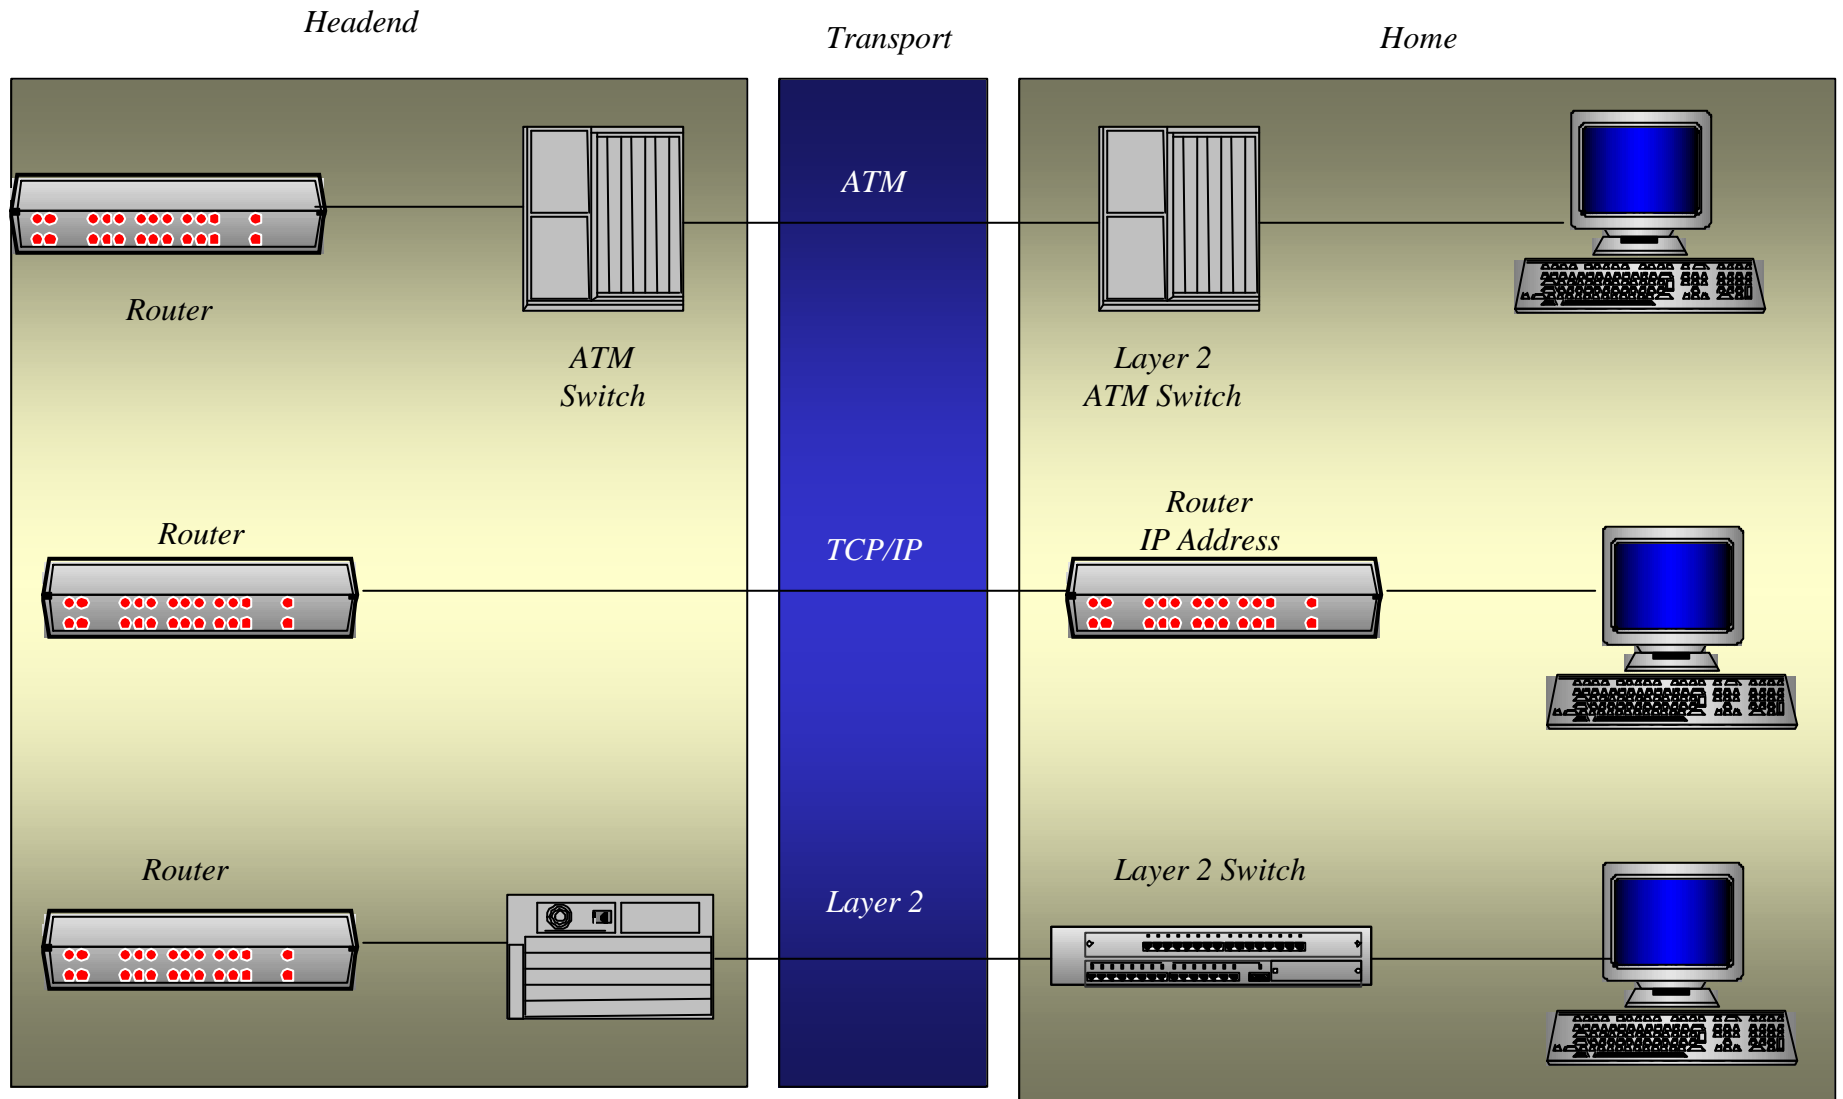 Headend
Transport
Home
ATM
Router
ATM
Switch
Layer 2
ATM Switch
Router
TCP/IP
Router
IP Address
Router
Layer 2
Layer 2 Switch